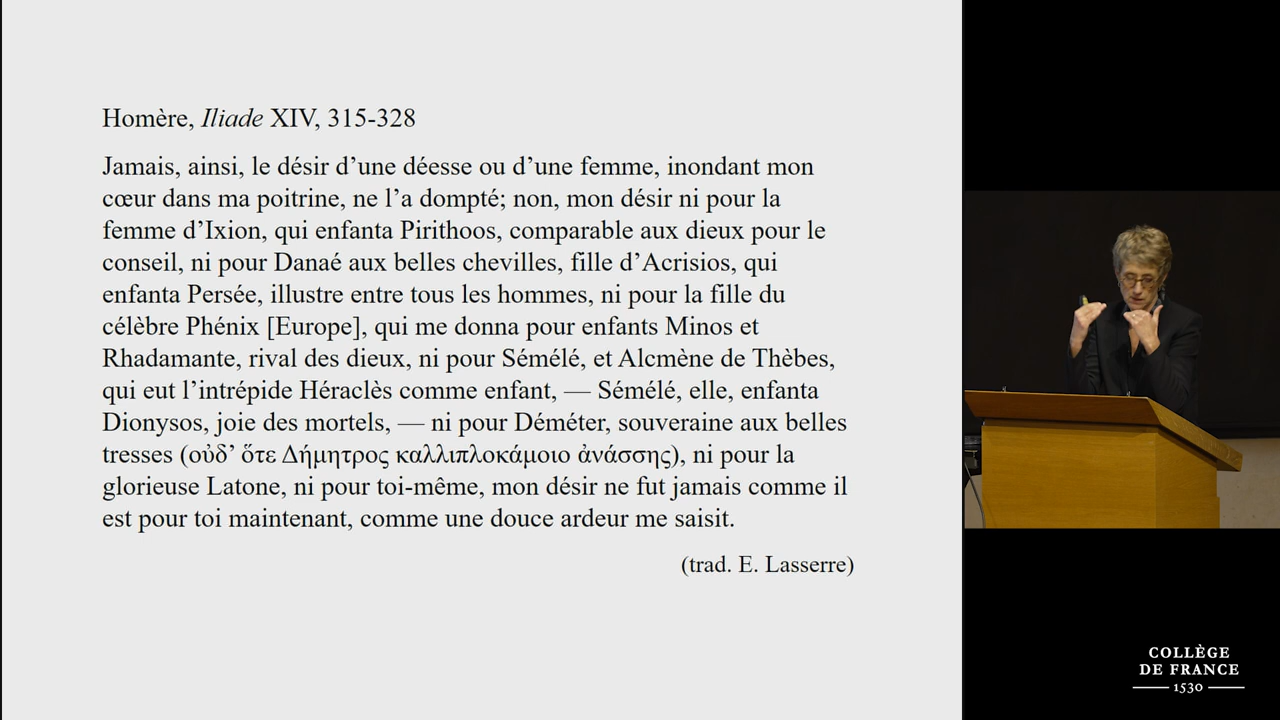 Homère, Iliade XIV, 315-328
Jamais, ainsi, le désir d’une déesse ou d’une femme, inondant mon
cœur dans ma poitrine, ne l’a dompté; non, mon désir ni pour la
femme d’Ixion, qui enfanta Pirithoos, comparable aux dieux pour le
conseil, ni pour Danaé aux belles chevilles, fille d’Acrisios, qui
enfanta Persée, illustre entre tous les hommes, ni pour la fille du
célèbre Phénix [Europe], qui me donna pour enfants Minos et
Rhadamante, rival des dieux, ni pour Sémélé, et Alcmène de Thèbes,
qui eut l’intrépide Héraclès comme enfant, — Sémélé, elle, enfanta
Dionysos, joie des mortels, — ni pour Déméter, souveraine aux belles
tresses (οὐδ’ ὅτε Δήμητρος καλλιπλοκάμοιο ἀνάσσης), ni pour la
glorieuse Latone, ni pour toi-même, mon désir ne fut jamais comme il
est pour toi maintenant, comme une douce ardeur me saisit.
(trad. E. Lasserre)
COLLÈGE
DE FRANCE
1530